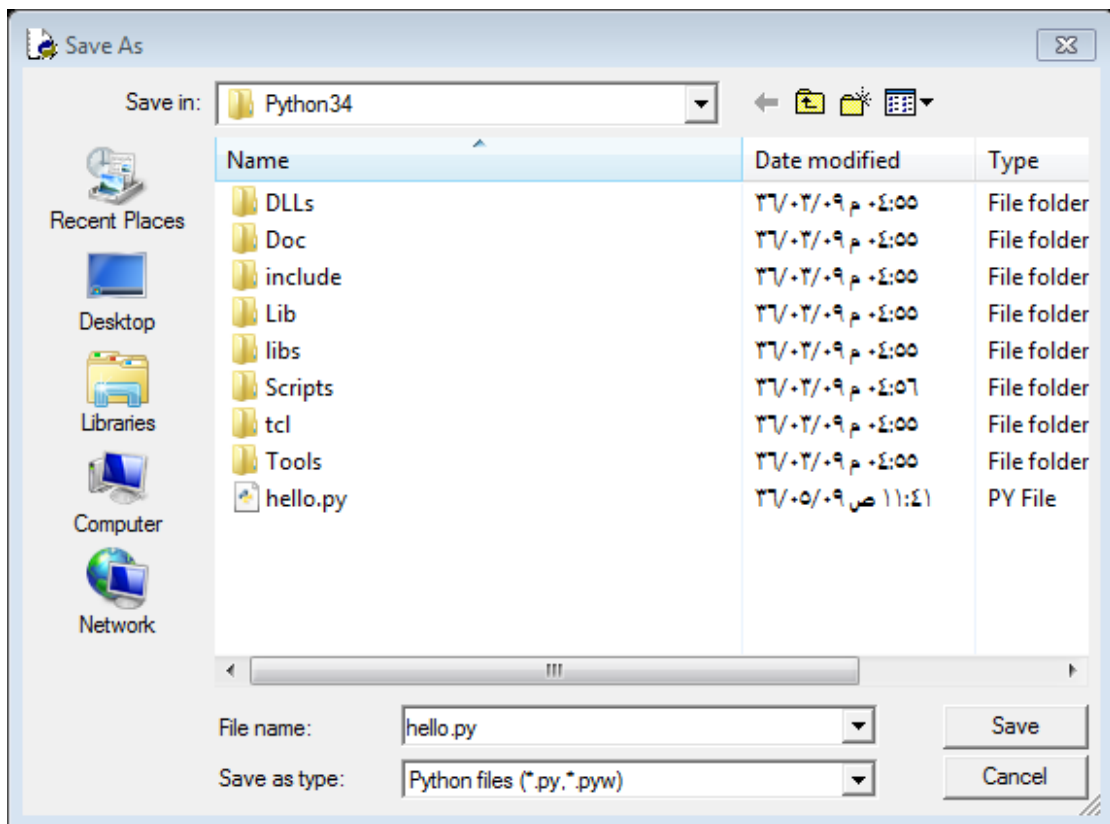 Save As
Save in: Python34
Name Date modified Type
DLLs ٣٦/٠٣/٠٩ م ٠٤:٥٥ File folder
Doc ٣٦/٠٣/٠٩ م ٠٤:٥٥ File folder
include ٣٦/٠٣/٠٩ م ٠٤:٥٥ File folder
Lib ٣٦/٠٣/٠٩ م ٠٤:٥٥ File folder
libs ٣٦/٠٣/٠٩ م ٠٤:٥٥ File folder
Scripts ٣٦/٠٣/٠٩ م ٠٤:٥٦ File folder
tcl ٣٦/٠٣/٠٩ م ٠٤:٥٥ File folder
Tools ٣٦/٠٣/٠٩ م ٠٤:٥٥ File folder
hello.py ٣٦/٠٥/٠٩ ص ١١:٤١ PY File
Recent Places
Desktop
Libraries
Computer
Network
File name: hello.py Save
Save as type: Python files (*.py,*.pyw) Cancel